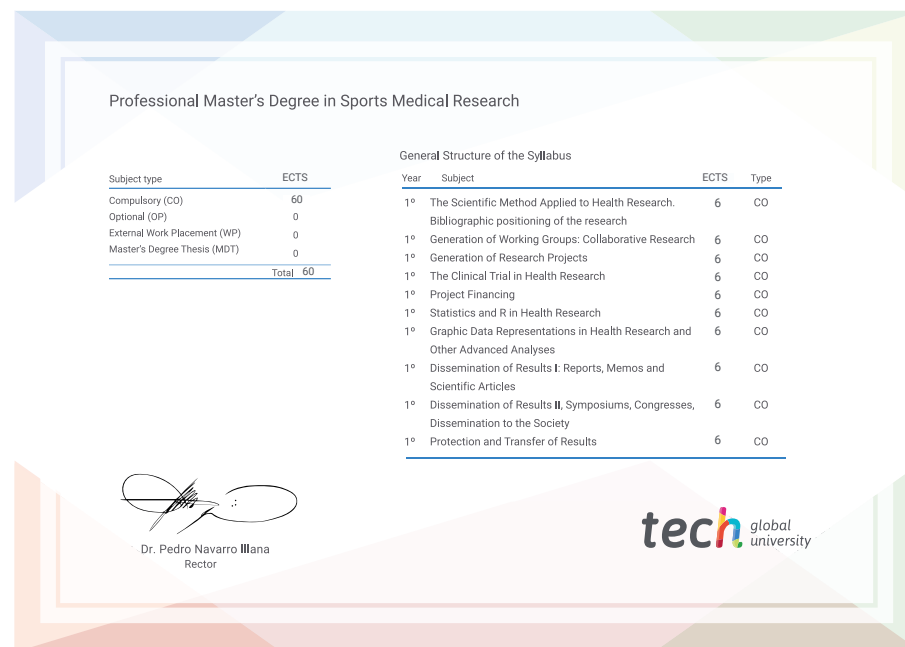 Professional Master's Degree in Sports Medical Research
Subject type ECTS
Compulsory (CO) 60
Optional (OP) 0
External Work Placement (WP) 0
Master's Degree Thesis (MDT) 0
Total 60
General Structure of the Syllabus
Year Subject ECTS Type
1º The Scientific Method Applied to Health Research. 6 CO
Bibliographic positioning of the research
1º Generation of Working Groups: Collaborative Research 6 CO
1º Generation of Research Projects 6 CO
1º The Clinical Trial in Health Research 6 CO
1º Project Financing 6 CO
1º Statistics and R in Health Research 6 CO
1º Graphic Data Representations in Health Research and 6 CO
Other Advanced Analyses
1º Dissemination of Results I: Reports, Memos and 6 CO
Scientific Articles
1º Dissemination of Results II, Symposiums, Congresses, 6 CO
Dissemination to the Society
1º Protection and Transfer of Results 6 CO
Dr. Pedro Navarro Illana
Rector
tech global
university